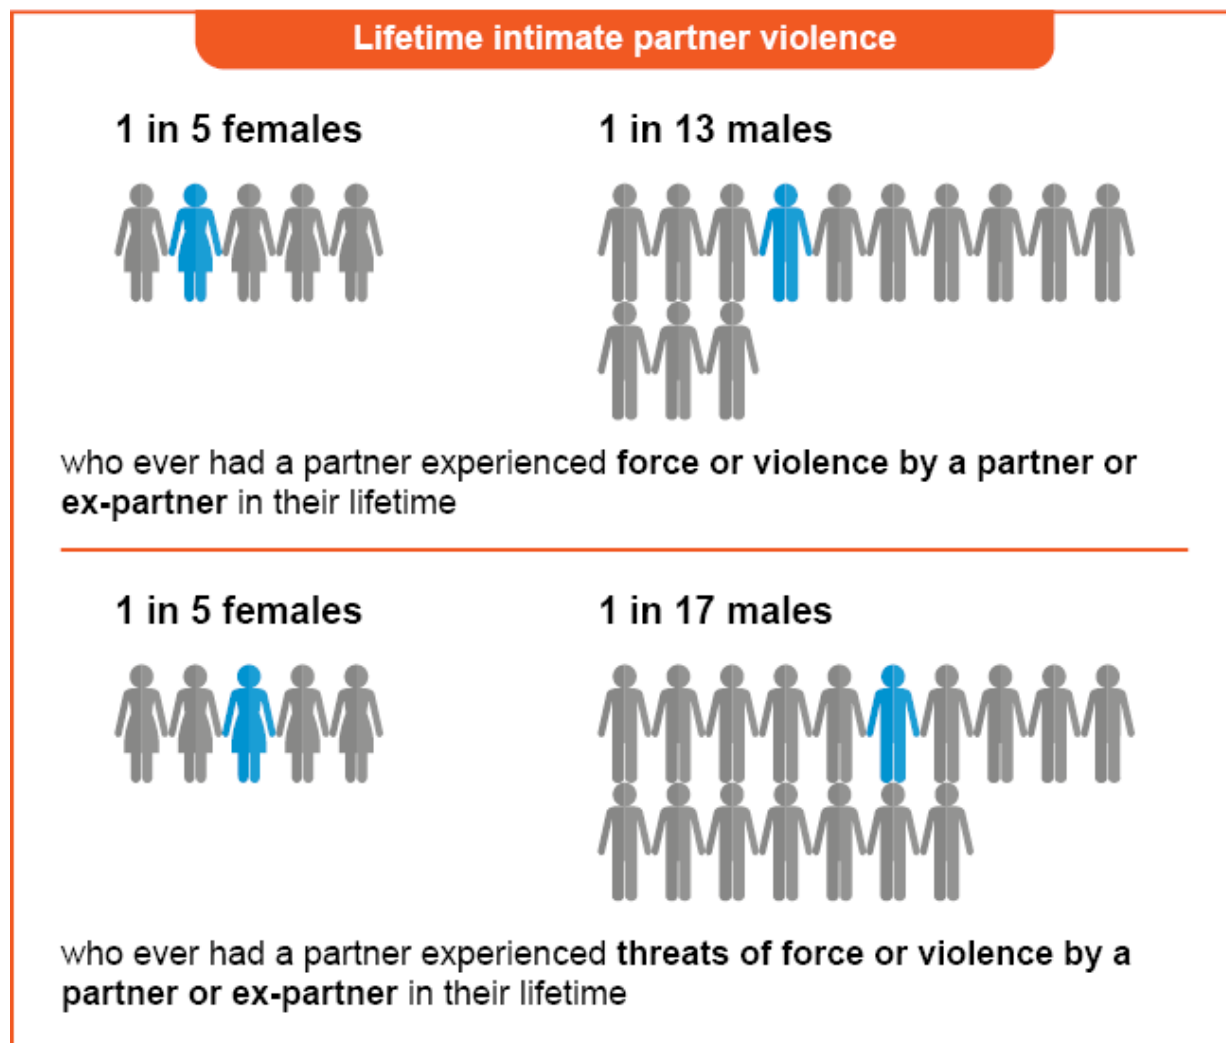 Lifetime intimate partner violence
1 in 5 females
1 in 13 males
who ever had a partner experienced force or violence by a partner or
ex-partner in their lifetime
1 in 5 females
1 in 17 males
who ever had a partner experienced threats of force or violence by a
partner or ex-partner in their lifetime